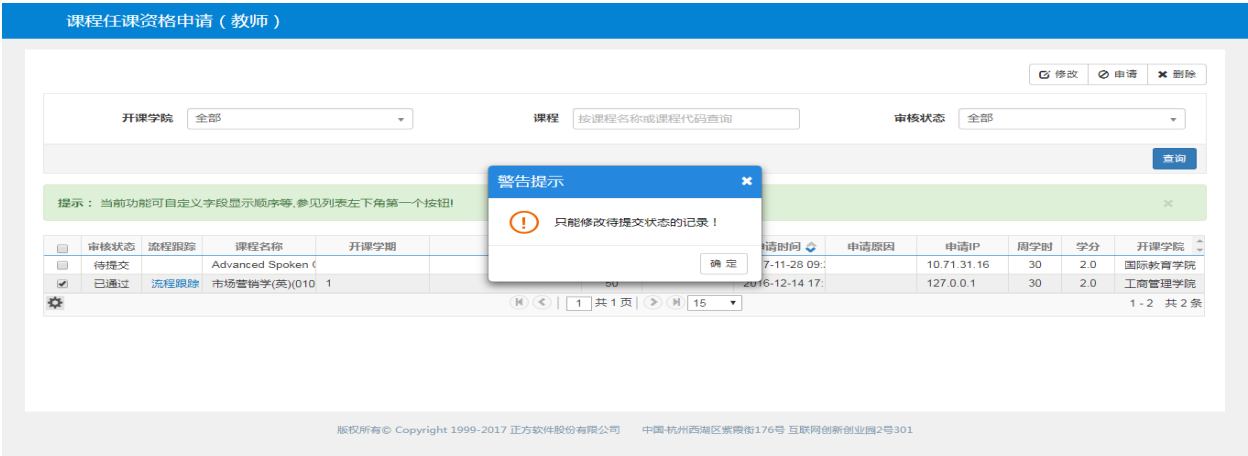 课程任课资格申请（教师）
修改 申请 删除
开课学院 全部 课程 按课程名称或课程代码查询 审核状态 全部
查询
警告提示
提示： 当前功能可自定义字段显示顺序等,参见列表左下角第一个按钮!
只能修改待提交状态的记录！
确 定
审核状态 流程跟踪 课程名称 开课学期 请时间 申请原因 申请IP 周学时 学分 开课学院
待提交 Advanced Spoken 7-11-28 09: 10.71.31.16 30 2.0 国际教育学院
已通过 流程跟踪 市场营销学(英)(010 1 50 2016-12-14 17: 127.0.0.1 30 2.0 工商管理学院
1 共 1 页 15 1 - 2 共 2 条
版权所有© Copyright 1999-2017 正方软件股份有限公司 中国·杭州西湖区紫霞街176号 互联网创新创业园2号301